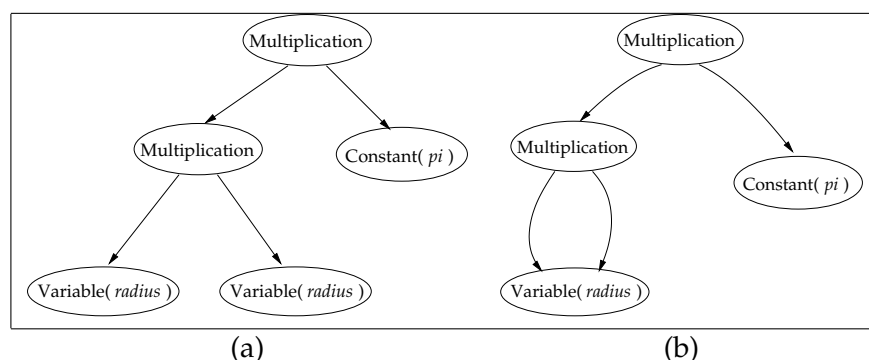 Multiplication
Multiplication
Constant( pi )
Variable( radius )
Variable( radius )
(a)
Multiplication
Multiplication
Constant( pi )
Variable( radius )
(b)